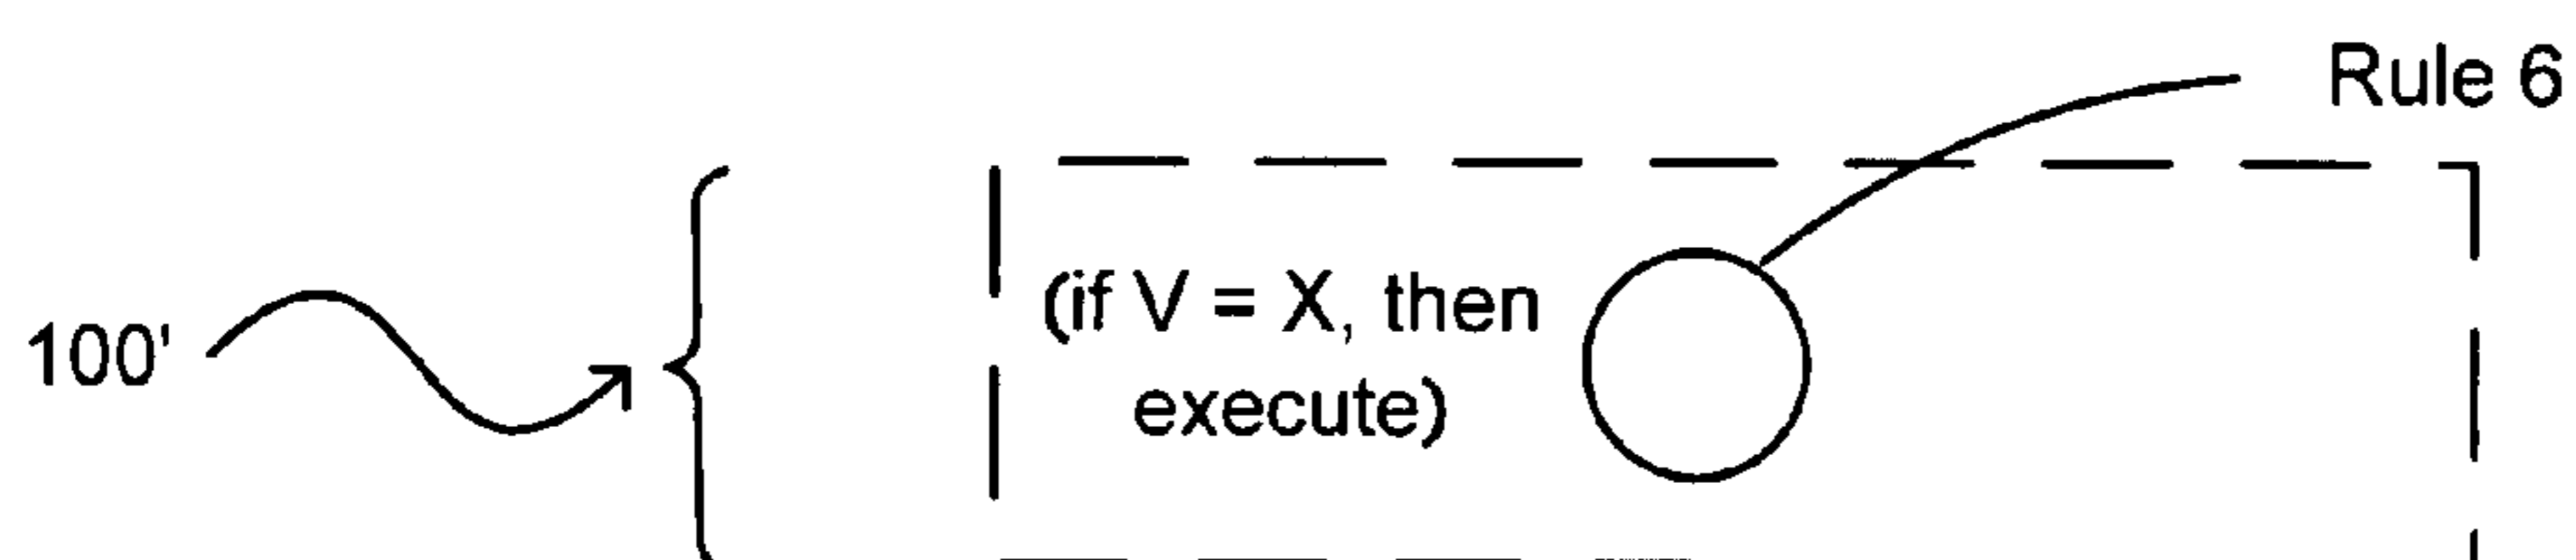 Rule 6
(if V = X, then
execute)
100'